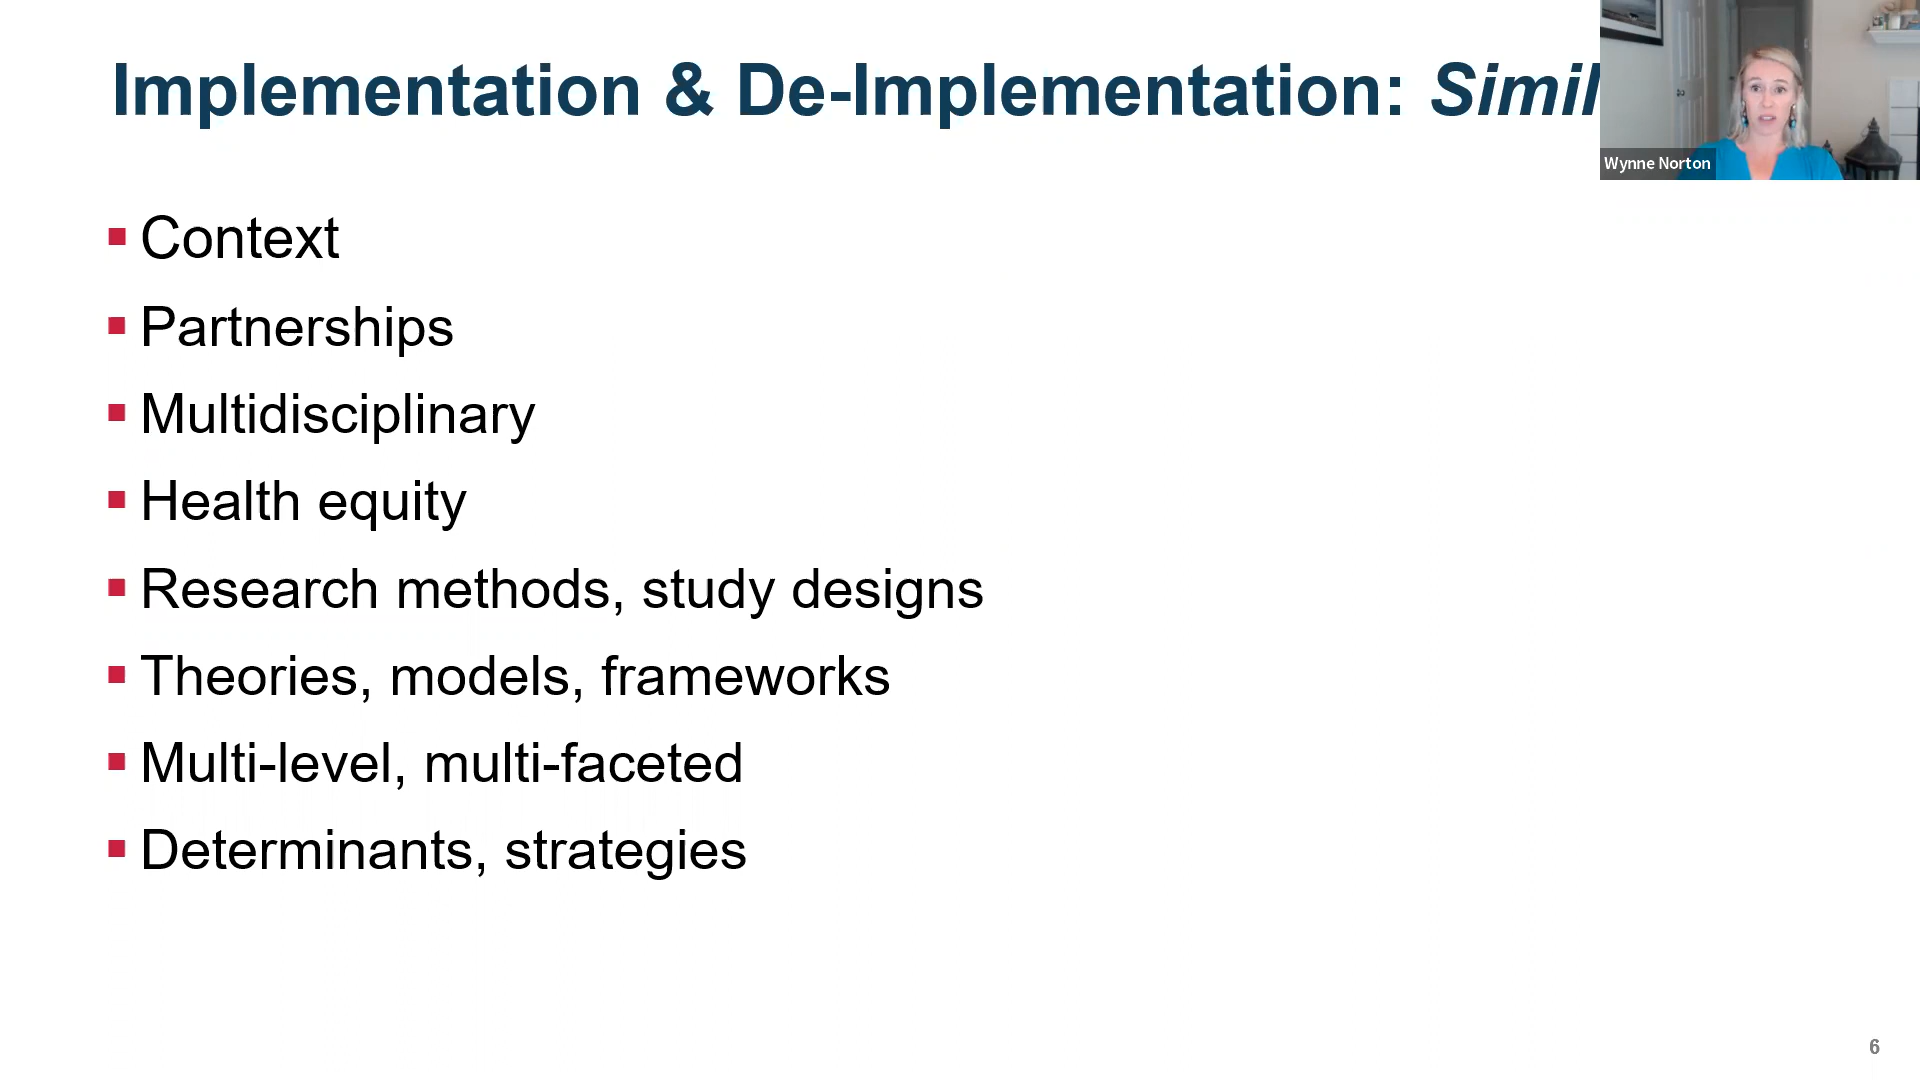 Implementation & De-Implementation: Simil
Wynne Norton
▪ Context
▪ Partnerships
▪ Multidisciplinary
▪ Health equity
▪ Research methods, study designs
▪ Theories, models, frameworks
▪ Multi-level, multi-faceted
▪ Determinants, strategies
6